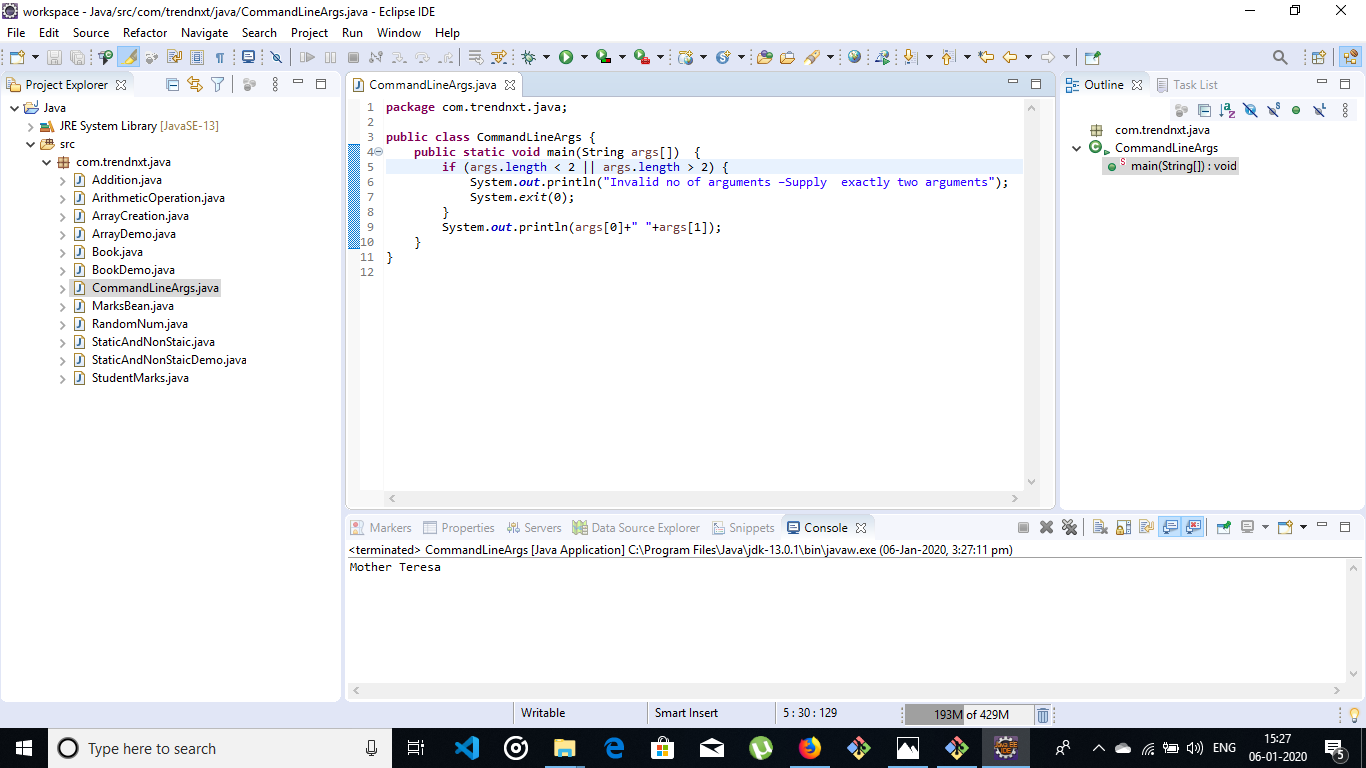 workspace - Java/src/com/trendnxt/java/CommandLineArgs.java - Eclipse IDE
File Edit Source Refactor Navigate Search Project Run Window Help
Project Explorer
Java
JRE System Library [JavaSE-13]
src
com.trendnxt.java
Addition.java
ArithmeticOperation.java
ArrayCreation.java
ArrayDemo.java
Book.java
BookDemo.java
CommandLineArgs.java
MarksBean.java
RandomNum.java
StaticAndNonStaic.java
StaticAndNonStaicDemo.java
StudentMarks.java
CommandLineArgs.java
1 package com.trendnxt.java;
2
3 public class CommandLineArgs {
4 public static void main(String args[])  {
5 if (args.length < 2 || args.length > 2) {
6 System.out.println("Invalid no of arguments –Supply  exactly two arguments");
7 System.exit(0);
8 }
9 System.out.println(args[0]+" "+args[1]);
10 }
11 }
12
Outline Task List
com.trendnxt.java
CommandLineArgs
main(String[]) : void
Markers Properties Servers Data Source Explorer Snippets Console
<terminated> CommandLineArgs [Java Application] C:\Program Files\Java\jdk-13.0.1\bin\javaw.exe (06-Jan-2020, 3:27:11 pm)
Mother Teresa
Writable Smart Insert 5 : 30 : 129 193M of 429M
Type here to search
ENG
15:27
06-01-2020
5